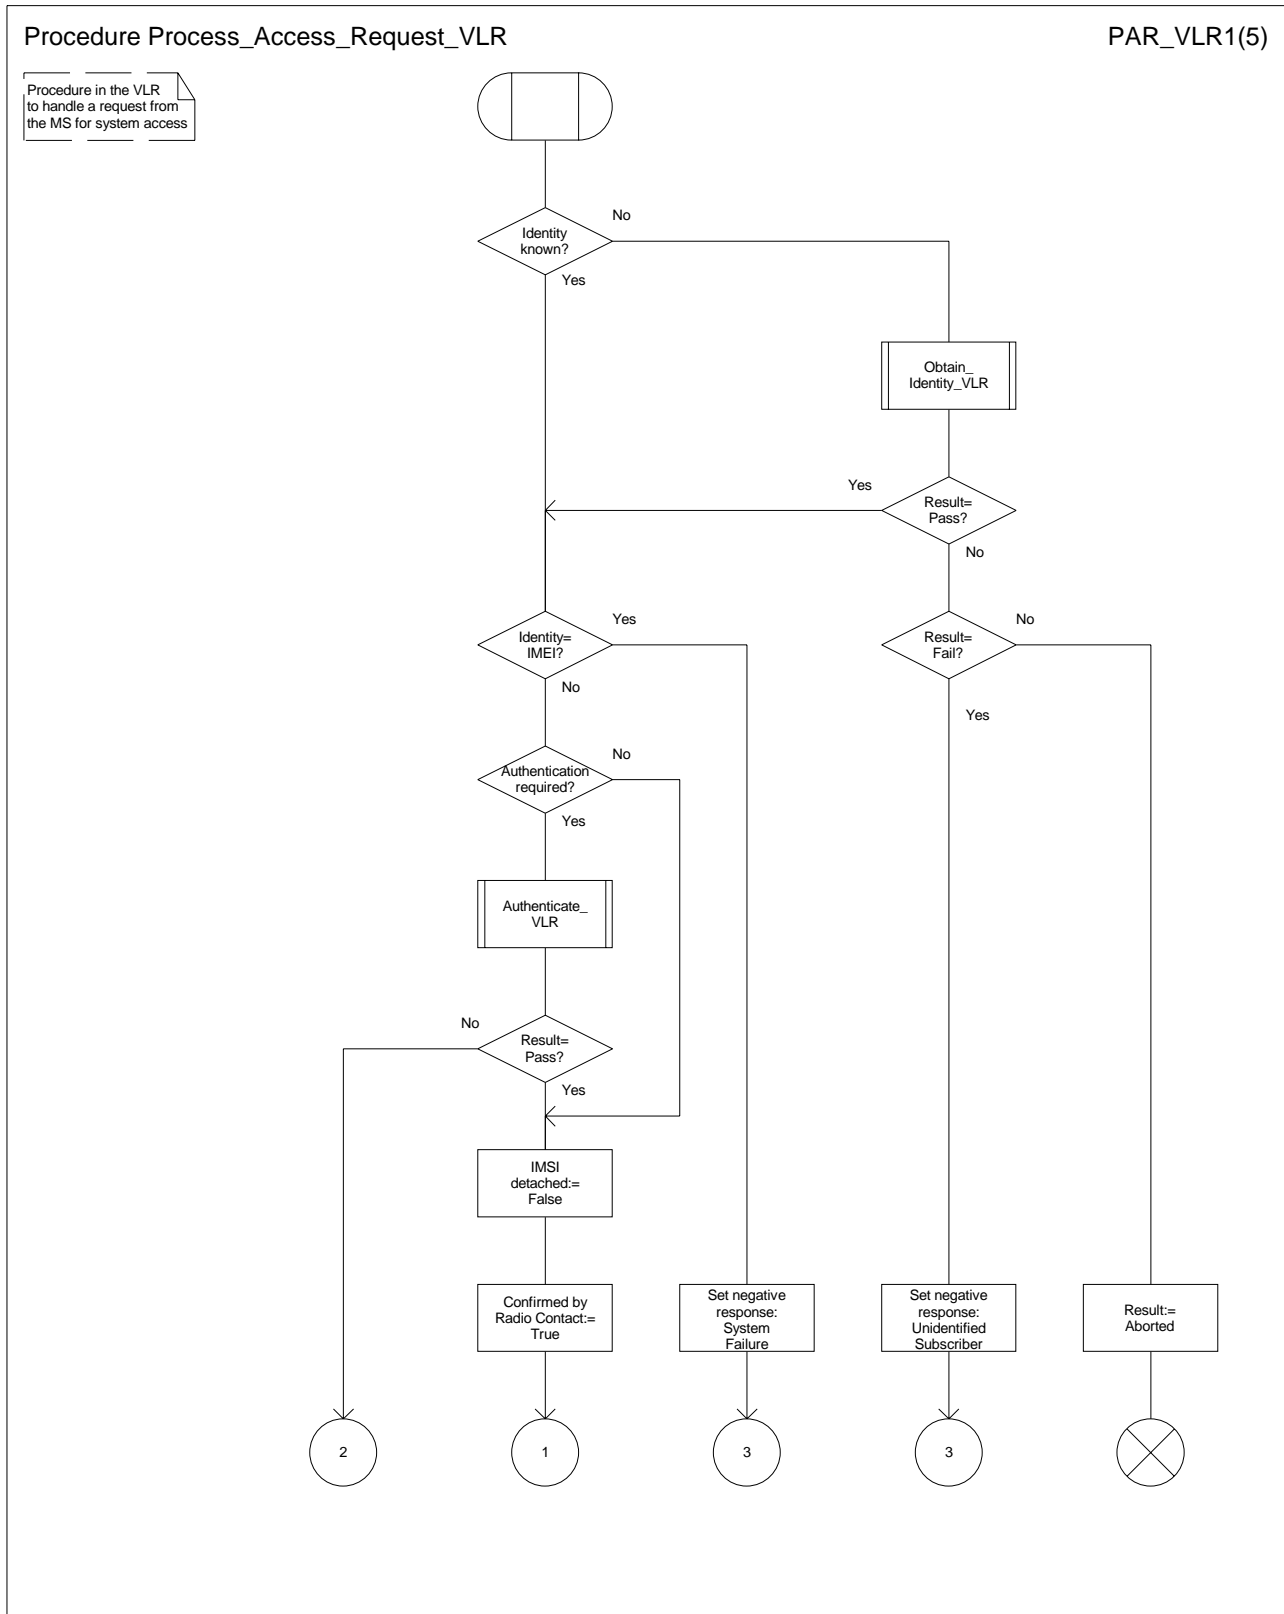 Procedure Process_Access_Request_VLR
PAR_VLR1(5)
Procedure in the VLR
to handle a request from
the MS for system access
Identity
known?
No
Yes
Obtain_
Identity_VLR
Yes
Result=
Pass?
No
Identity=
IMEI?
Yes
No
Result=
Fail?
No
Yes
Authentication
required?
No
Yes
Authenticate_
VLR
No
Result=
Pass?
Yes
IMSI
detached:=
False
Confirmed by
Radio Contact:=
True
Set negative
response:
System
Failure
Set negative
response:
Unidentified
Subscriber
Result:=
Aborted
2
1
3
3